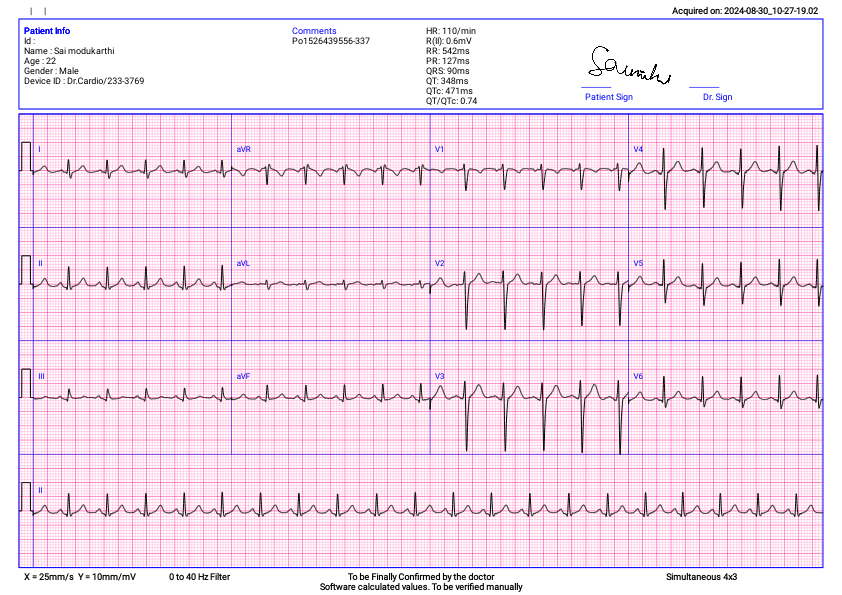 Acquired on: 2024-08-30_10-27-19.02
Patient Info
Id :
Name : Sai modukarthi
Age : 22
Gender : Male
Device ID : Dr.Cardio/233-3769
Comments
Po1526439556-337
HR: 110/min
R(II): 0.6mV
RR: 542ms
PR: 127ms
QRS: 90ms
QT: 348ms
QTc: 471ms
QT/QTc: 0.74
Patient Sign
Dr. Sign
I aVR V1 V4
II aVL V2 V5
III aVF V3 V6
II
X = 25mm/s Y = 10mm/mV 0 to 40 Hz Filter To be Finally Confirmed by the doctor Simultaneous 4x3
Software calculated values. To be verified manually